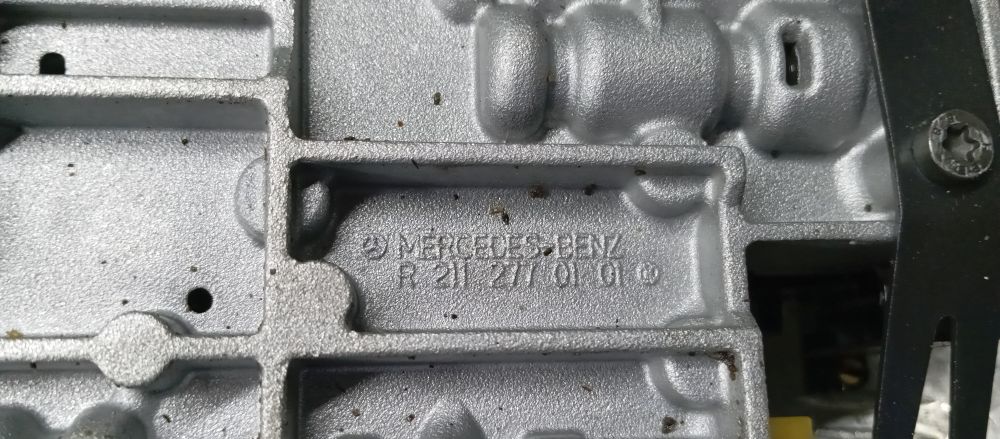 MERCEDES-BENZ
R 211 277 01 01